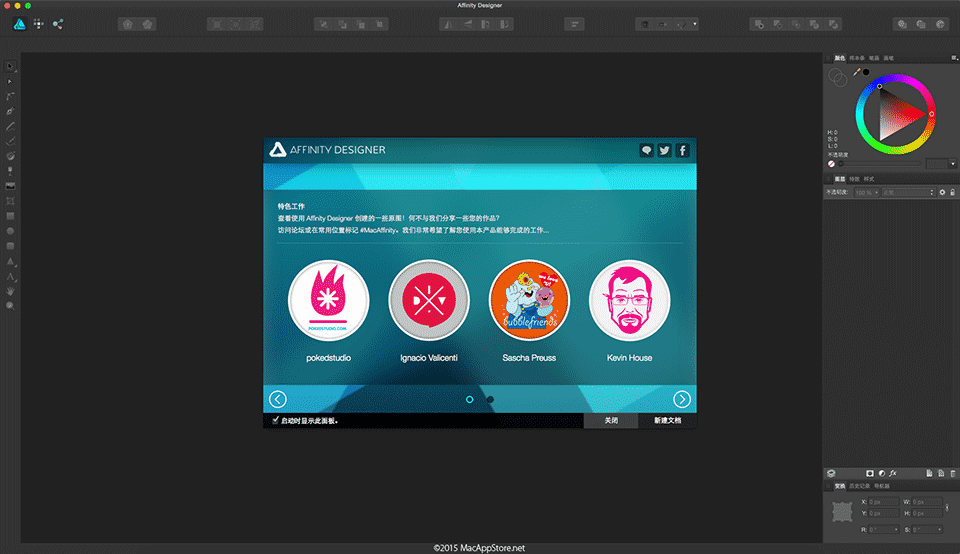 Affinity Designer
颜色 样本条 笔画 画笔
H: 0
S: 0
L: 0
不透明度
AFFINITY DESIGNER
图层 特效 样式
不透明度: 100 %
特色工作
查看使用 Affinity Designer 创建的一些原图！何不与我们分享一些您的作品？
访问论坛或在常用位置标记 #MacAffinity。我们非常希望了解您使用本产品能够完成的工作...
POKEDSTUDIO.COM
D I V
bubblefriends
pokedstudio
Ignacio Valicenti
Sascha Preuss
Kevin House
启动时显示此面板。
关闭
新建文档
fx
变换 历史记录 导航器
X: 0 px W: 0 px
Y: 0 px H: 0 px
R: 0 ° S: 0 °
©2015 MacAppStore.net